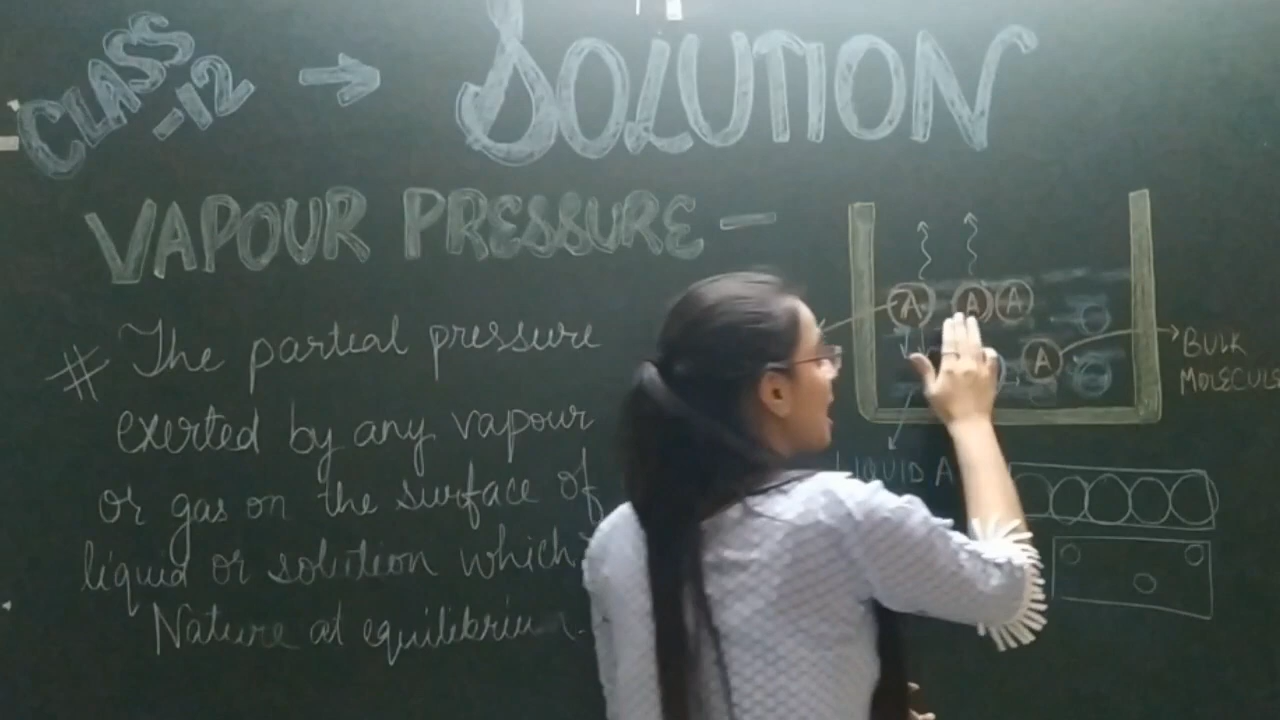 CLASS -12 → SOLUTION
VAPOUR PRESSURE -
# The partial pressure
exerted by any vapour
or gas on the surface of
liquid or solution which
Nature at equilibrium.
A A A
A
BULK
MOLECULE
LIQUID A